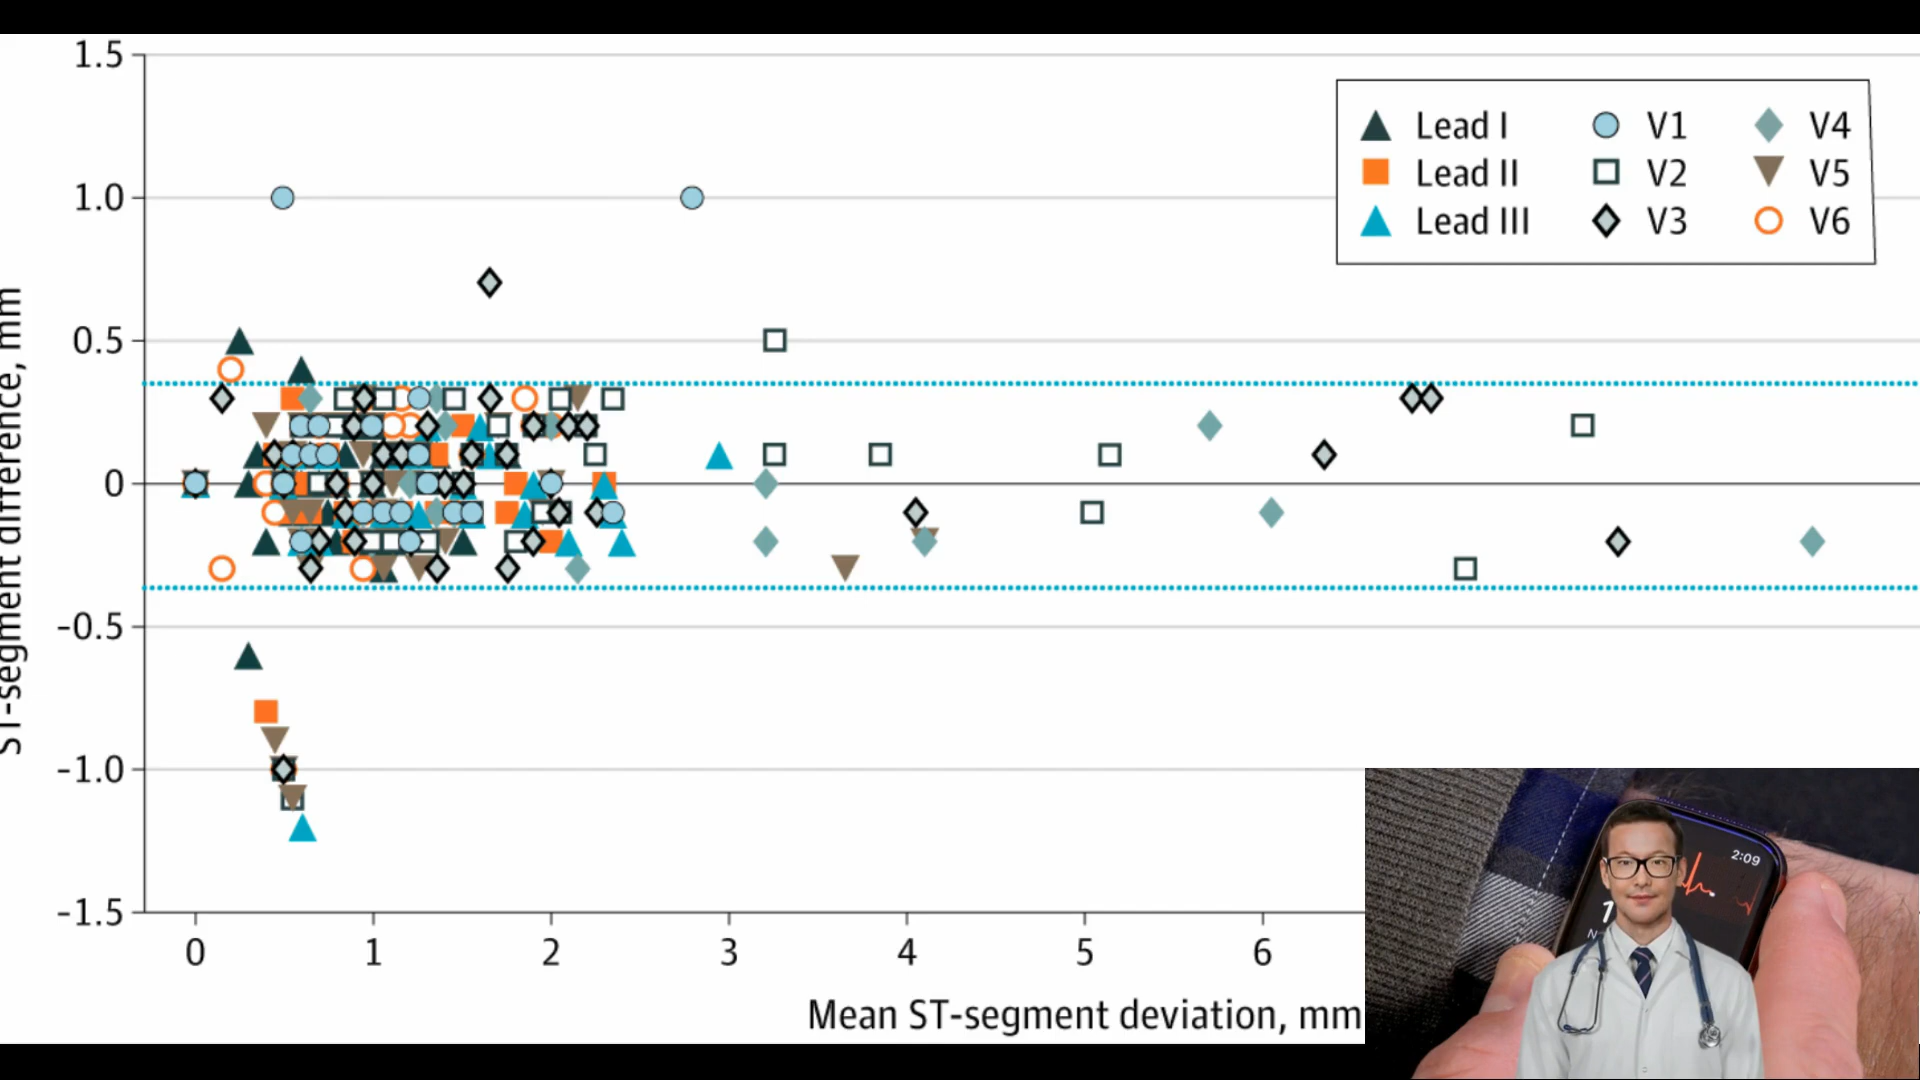 1.5
1.0
0.5
0
-0.5
-1.0
-1.5
ST-segment difference, mm
Lead I
V1
V4
Lead II
V2
V5
Lead III
V3
V6
0
1
2
3
4
5
6
Mean ST-segment deviation, mm
2:09